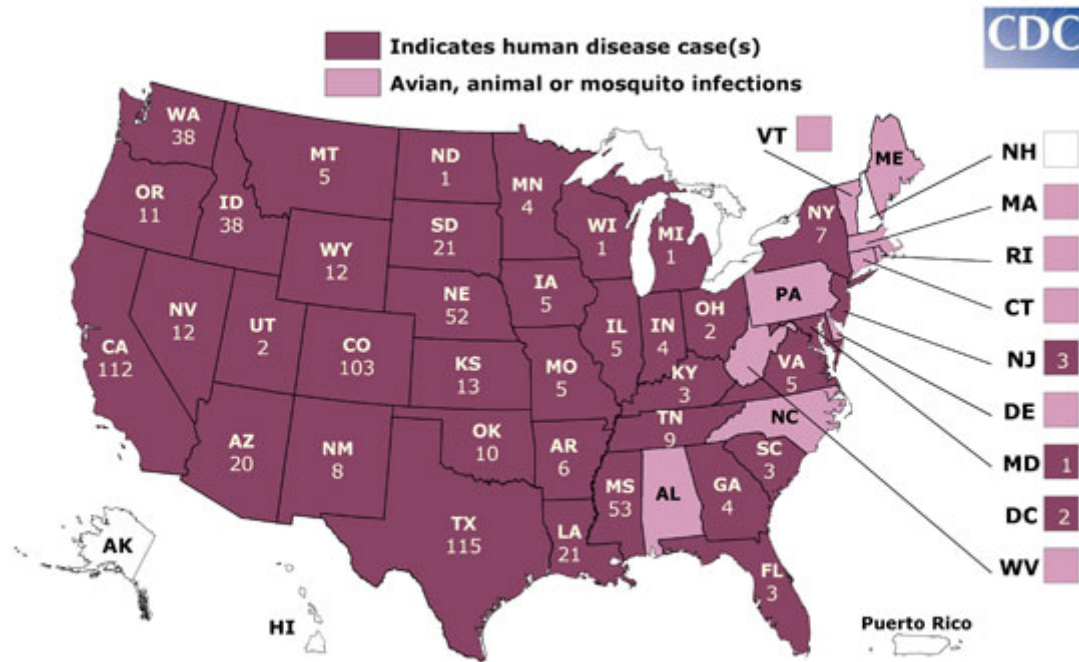 CDC
Indicates human disease case(s)
Avian, animal or mosquito infections
WA
38
MT
5
ND
1
MN
4
VT
ME
NH
OR
11
ID
38
SD
21
WI
1
MI
1
NY
7
MA
WY
12
RI
NV
12
UT
2
NE
52
IA
5
PA
CT
CA
112
CO
103
KS
13
MO
5
IL
5
IN
4
OH
2
NJ 3
KY
3
VA
5
DE
AZ
20
NM
8
OK
10
AR
6
TN
9
NC
MD 1
SC
3
MS
53
AL
GA
4
DC 2
TX
115
LA
21
WV
AK
FL
3
HI
Puerto Rico